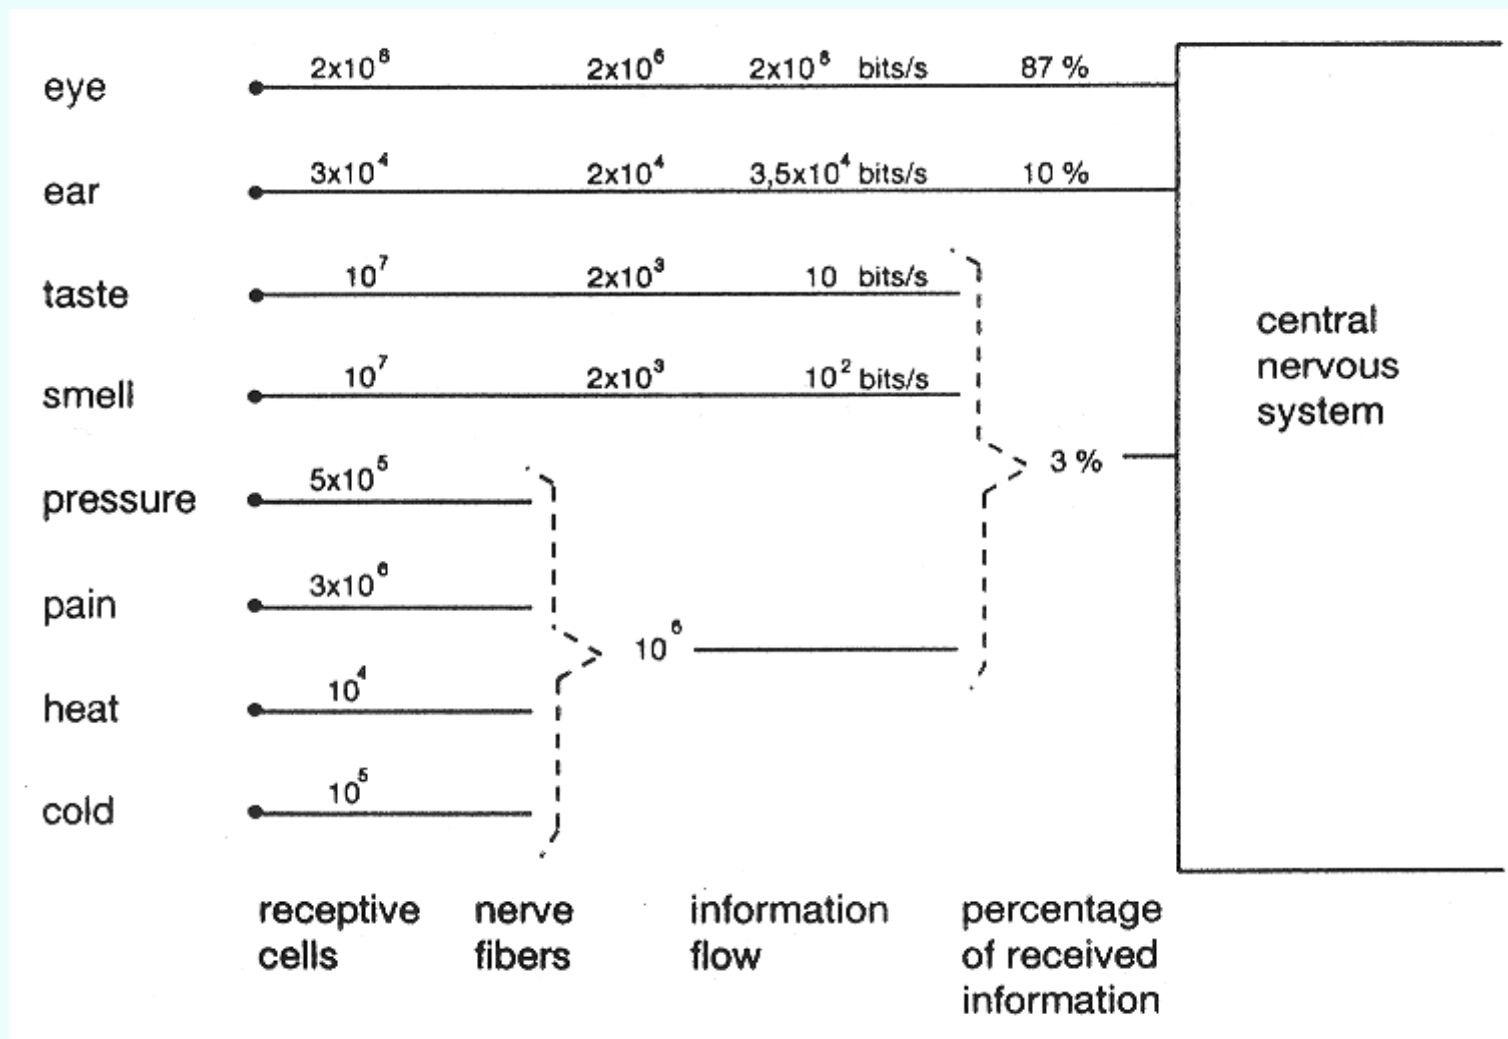 eye 2x10⁸ 2x10⁶ 2x10⁸ bits/s 87 %
ear 3x10⁴ 2x10⁴ 3,5x10⁴ bits/s 10 %
taste 10⁷ 2x10³ 10 bits/s
smell 10⁷ 2x10³ 10² bits/s
central
nervous
system
3 %
pressure 5x10⁵
pain 3x10⁶
10⁶
heat 10⁴
cold 10⁵
receptive
cells
nerve
fibers
information
flow
percentage
of received
information